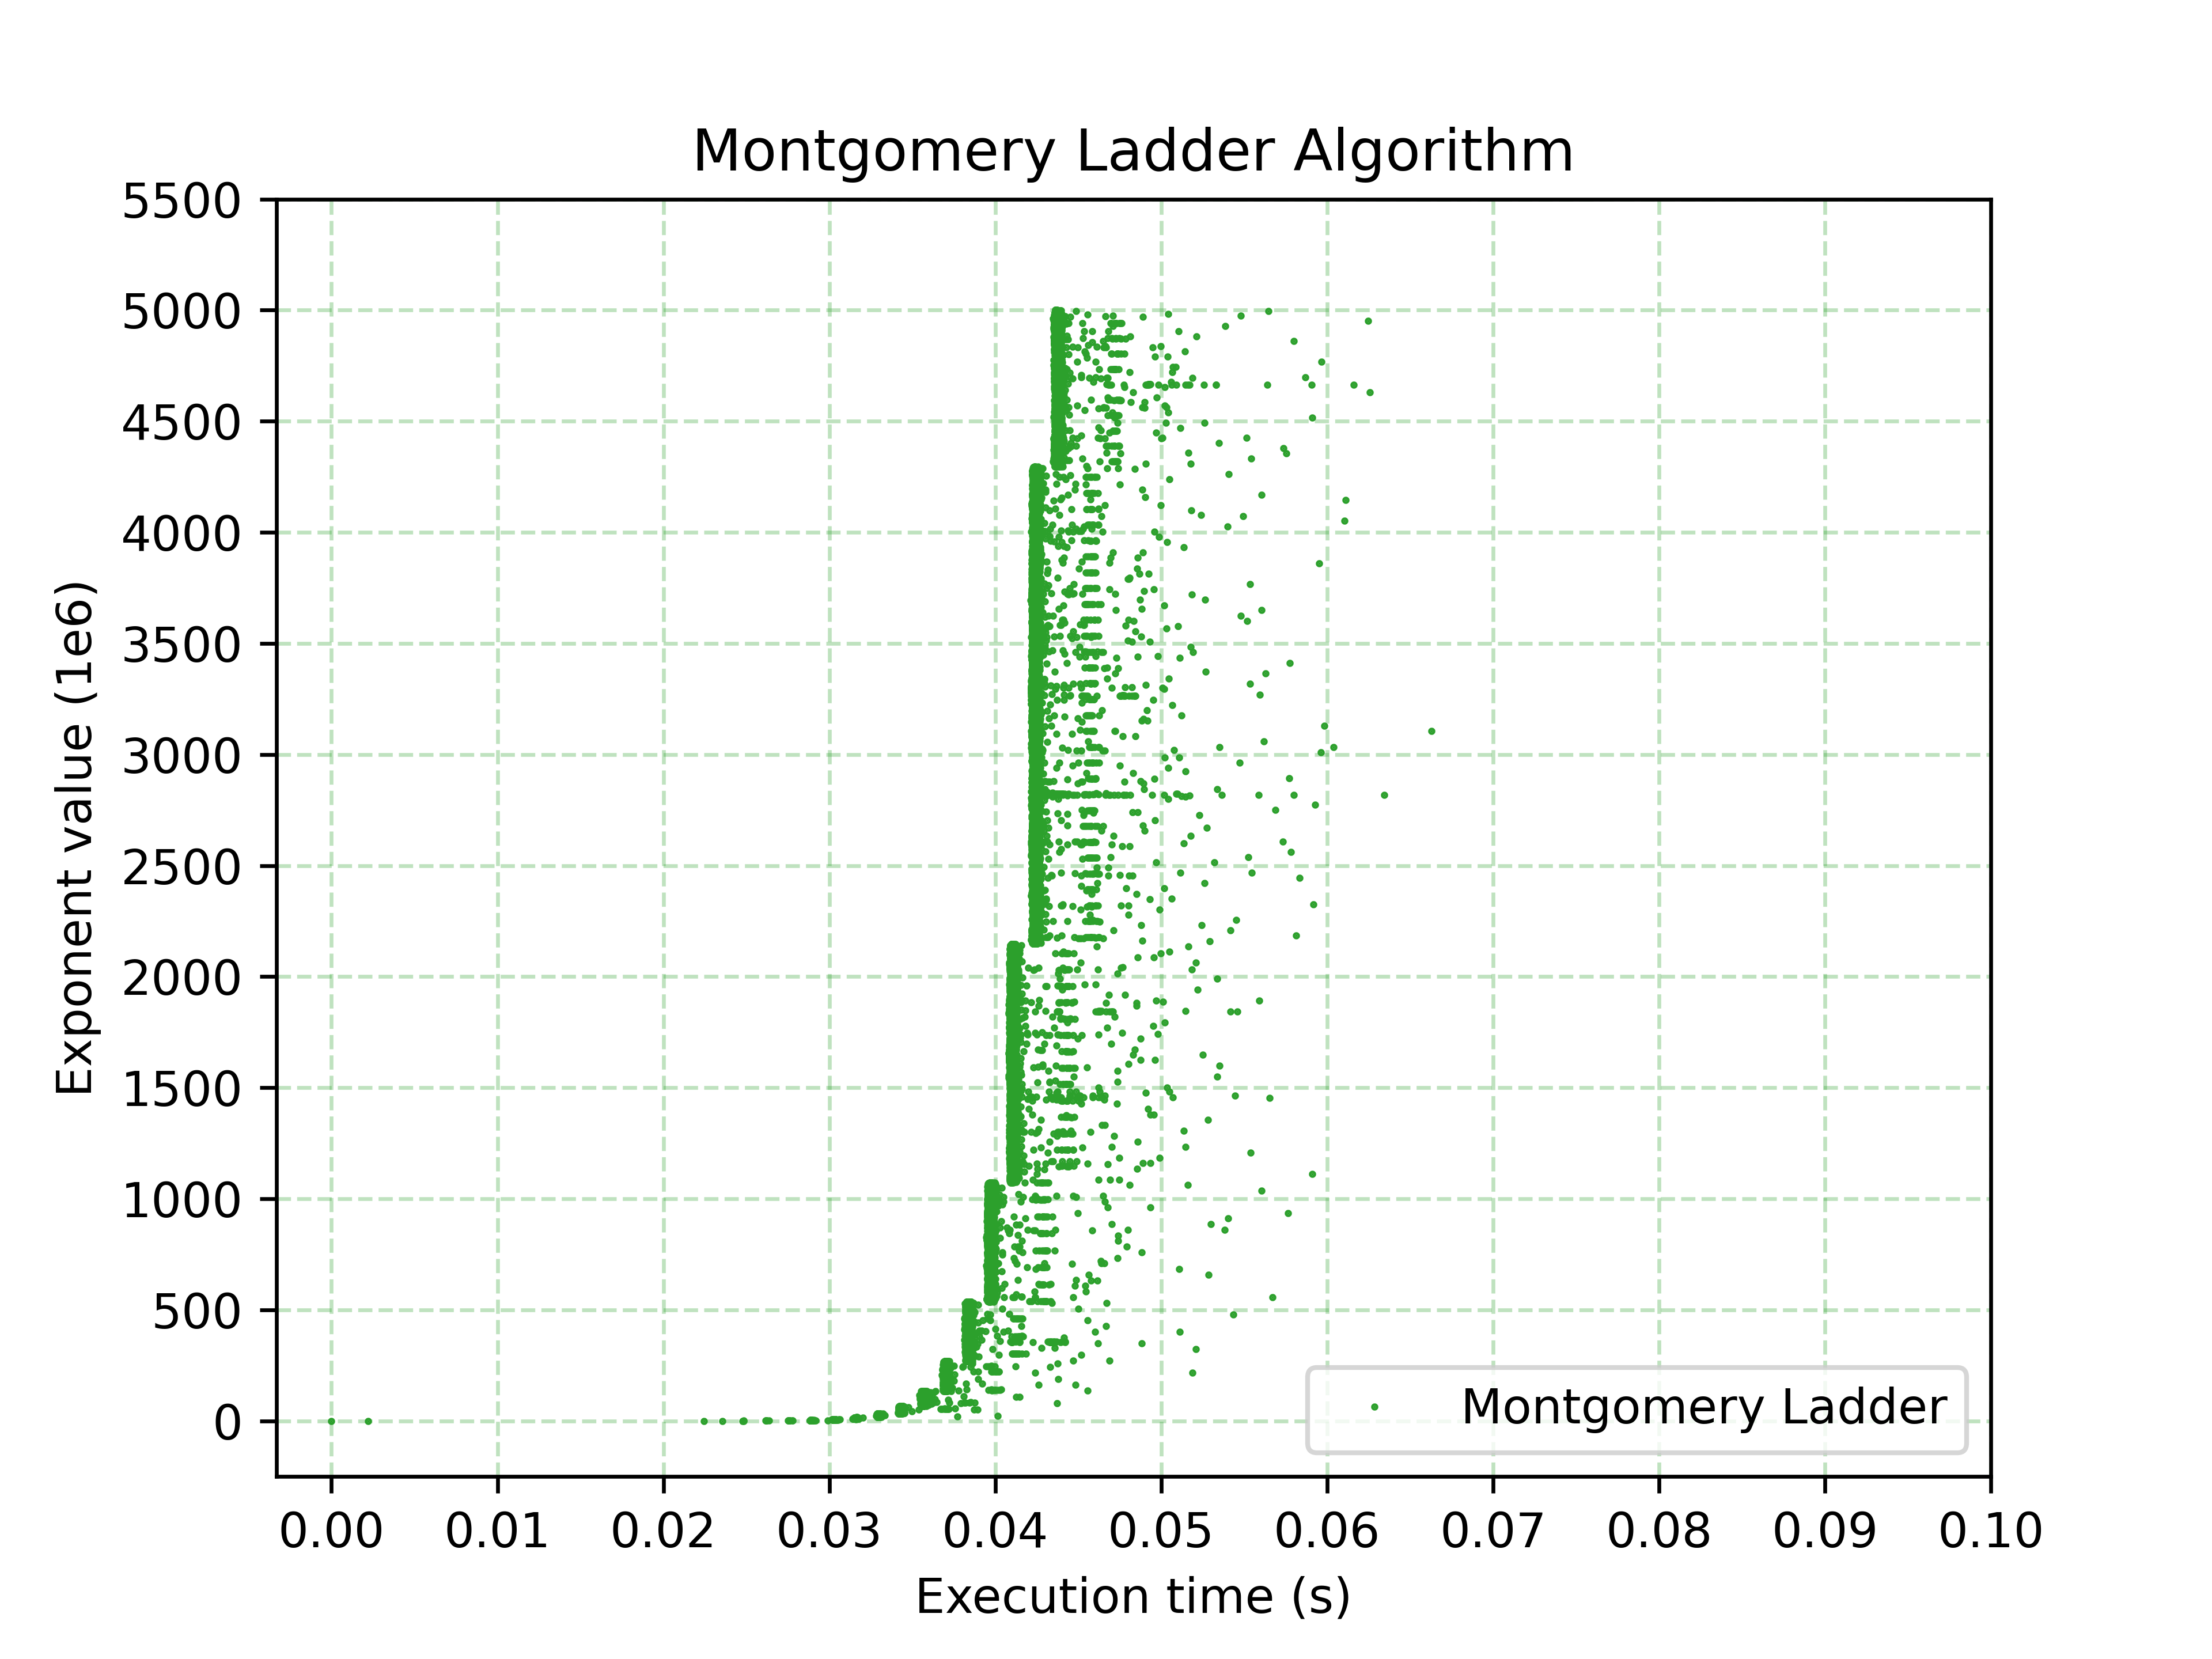 Montgomery Ladder Algorithm
5500
5000
4500
4000
3500
3000
2500
2000
1500
1000
500
0
Exponent value (1e6)
Montgomery Ladder
0.00 0.01 0.02 0.03 0.04 0.05 0.06 0.07 0.08 0.09 0.10
Execution time (s)